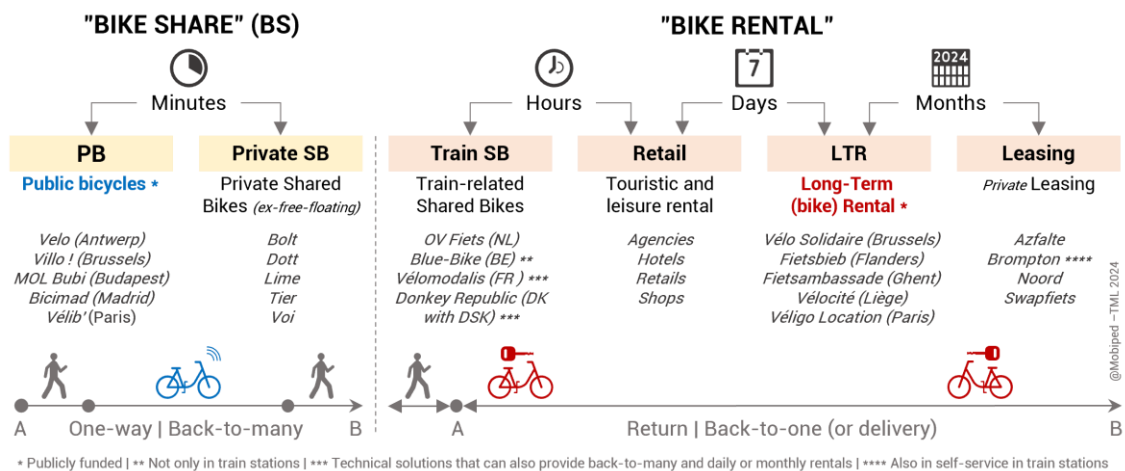 "BIKE SHARE" (BS)
"BIKE RENTAL"
7
2024
Minutes
Hours
Days
Months
PB
Private SB
Train SB
Retail
LTR
Leasing
Public bicycles *
Private Shared
Bikes (ex-free-floating)
Train-related
Shared Bikes
Touristic and
leisure rental
Long-Term
(bike) Rental *
Private Leasing
Velo (Antwerp)
Villo ! (Brussels)
MOL Bubi (Budapest)
Bicimad (Madrid)
Vélib' (Paris)
Bolt
Dott
Lime
Tier
Voi
OV Fiets (NL)
Blue-Bike (BE) **
Vélomodalis (FR ) ***
Donkey Republic (DK
with DSK) ***
Agencies
Hotels
Retails
Shops
Vélo Solidaire (Brussels)
Fietsbieb (Flanders)
Fietsambassade (Ghent)
Vélocité (Liège)
Véligo Location (Paris)
Azfalte
Brompton ****
Noord
Swapfiets
@Mobiped –TML 2024
A
One-way | Back-to-many
B
A
Return | Back-to-one (or delivery)
B
* Publicly funded | ** Not only in train stations | *** Technical solutions that can also provide back-to-many and daily or monthly rentals | **** Also in self-service in train stations